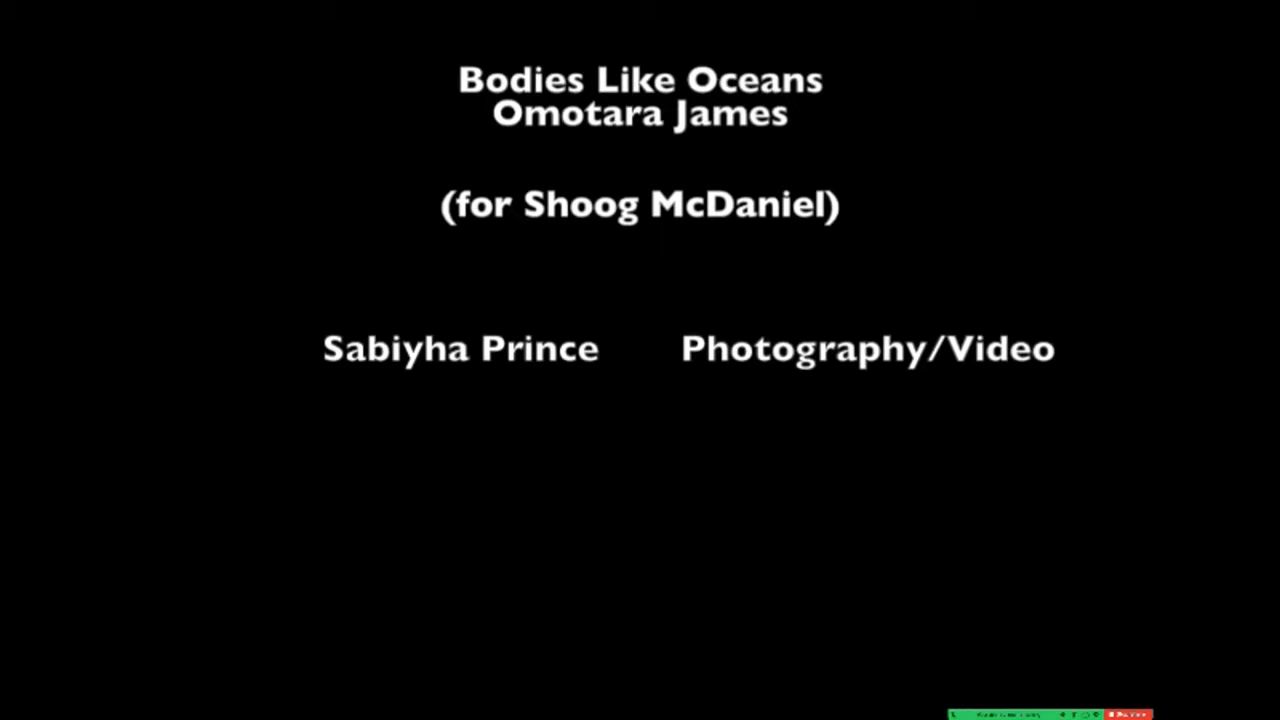 Bodies Like Oceans
Omotara James
(for Shoog McDaniel)
Sabiyha Prince Photography/Video